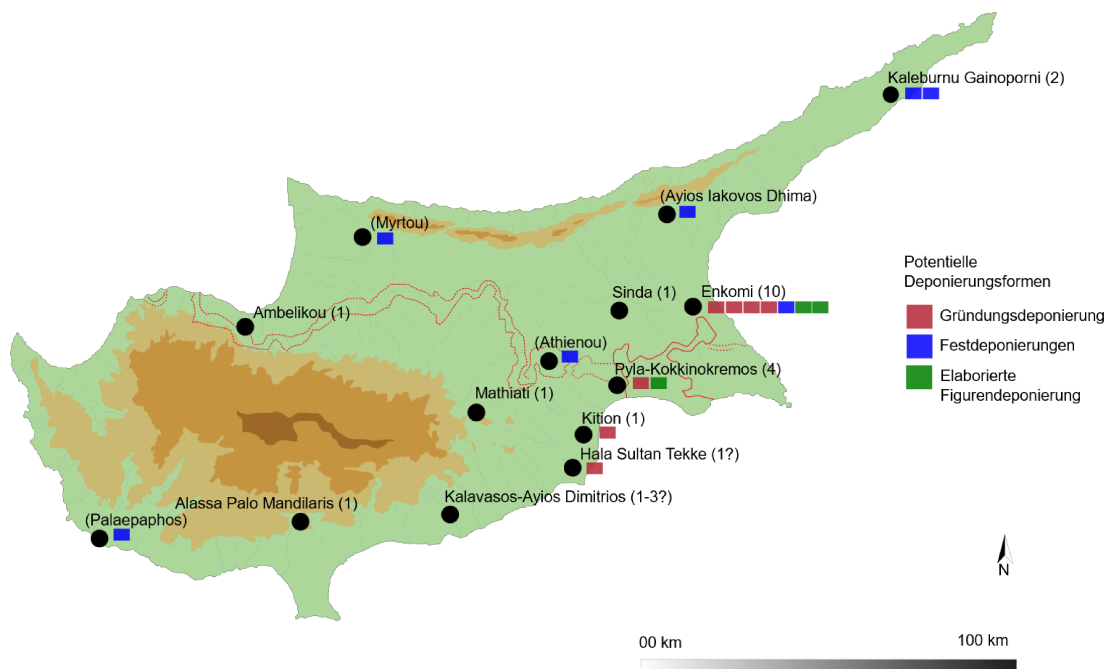 Kaleburnu Gainoporni (2)
(Ayios Iakovos Dhima)
(Myrtou)
Sinda (1)
Enkomi (10)
Ambelikou (1)
(Athienou)
Pyla-Kokkinokremos (4)
Mathiati (1)
Kition (1)
Hala Sultan Tekke (1?)
Kalavasos-Ayios Dimitrios (1-3?)
Alassa Palo Mandilaris (1)
(Palaepaphos)
Potentielle
Deponierungsformen
Gründungsdeponierung
Festdeponierungen
Elaborierte
Figurendeponierung
N
00 km
100 km